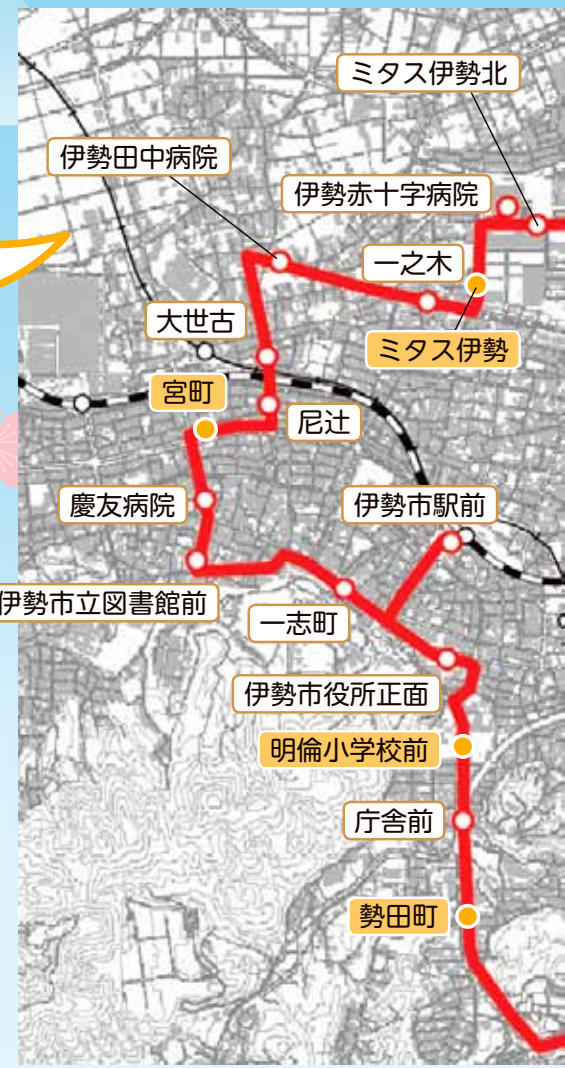 ミタス伊勢北
伊勢田中病院
伊勢赤十字病院
一之木
大世古
ミタス伊勢
宮町
尼辻
慶友病院
伊勢市駅前
伊勢市立図書館前
一志町
伊勢市役所正面
明倫小学校前
庁舎前
勢田町